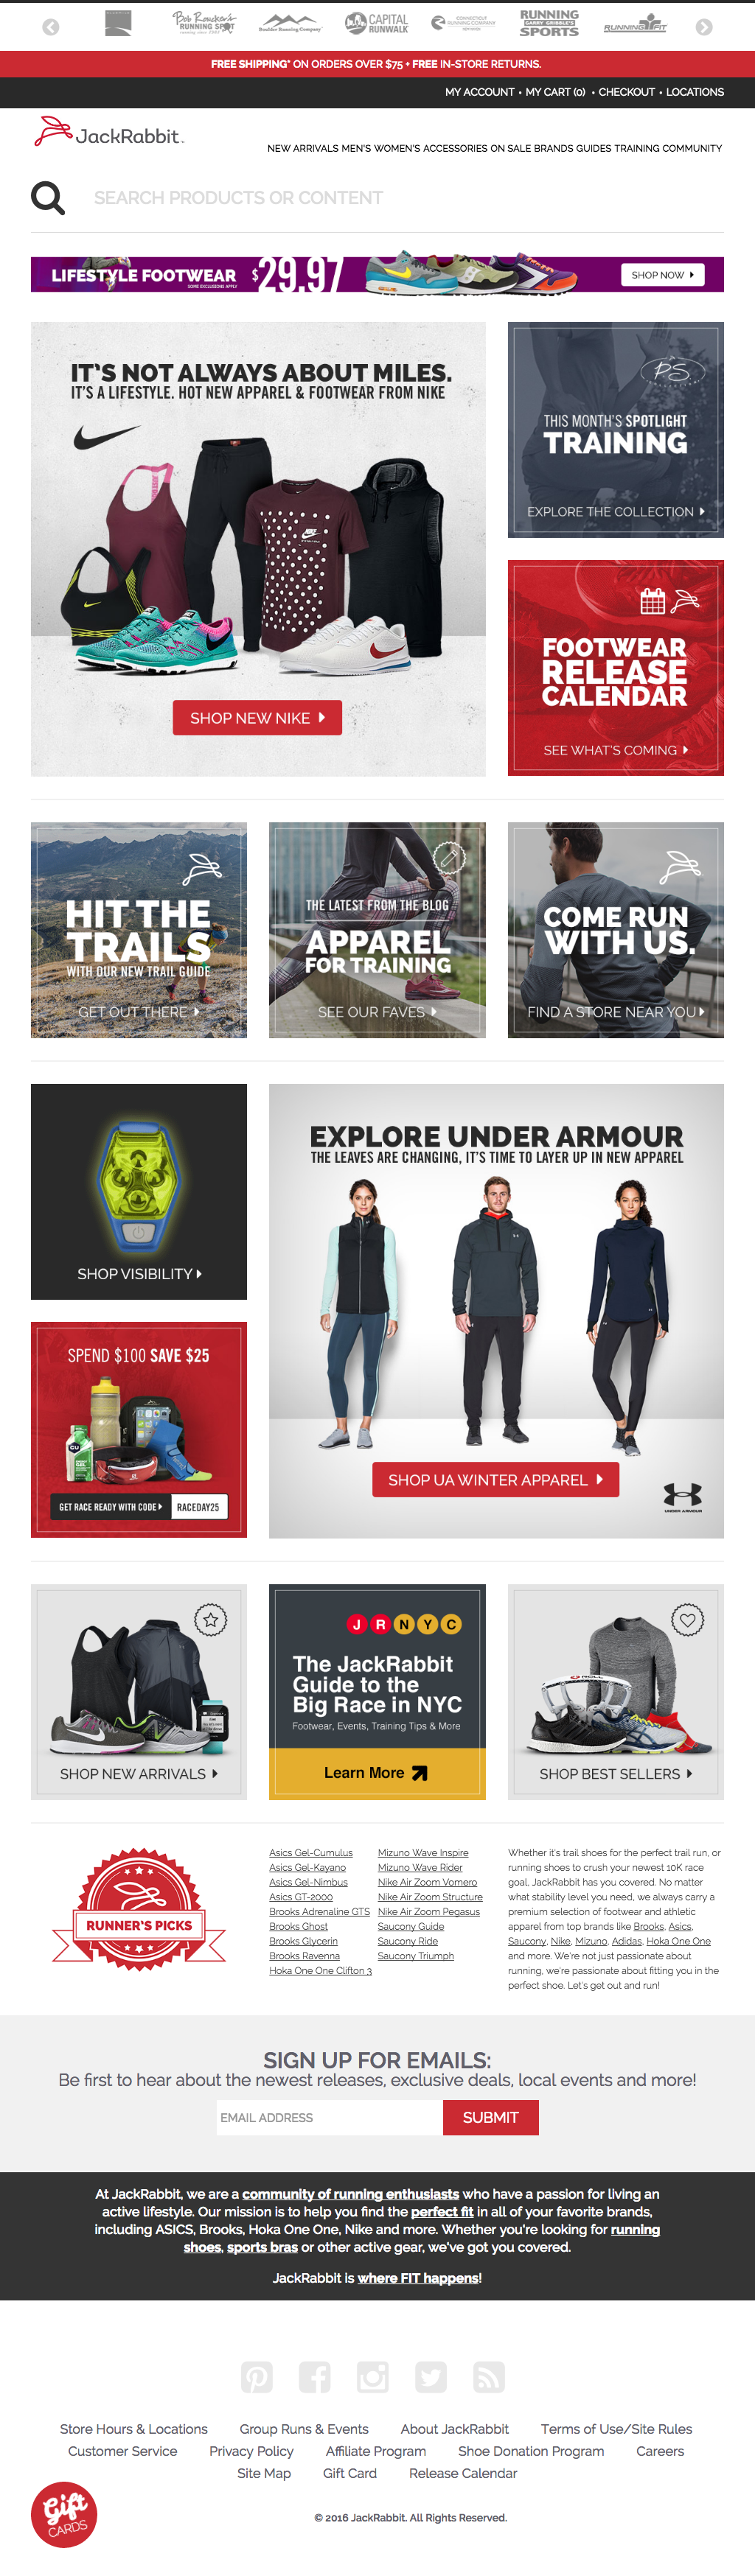 Bob Roncker's
RUNNING SPOT
Boulder Running Company
CAPITAL
RUNWALK
CONNECTICUT
RUNNING COMPANY
RUNNING
GARRY GRIBBLE'S
SPORTS
RUNNING FIT
FREE SHIPPING* ON ORDERS OVER $75 + FREE IN-STORE RETURNS.
MY ACCOUNT • MY CART (0) • CHECKOUT • LOCATIONS
JackRabbit
NEW ARRIVALS MEN'S WOMEN'S ACCESSORIES ON SALE BRANDS GUIDES TRAINING COMMUNITY
SEARCH PRODUCTS OR CONTENT
LIFESTYLE FOOTWEAR $29.97
SOME EXCLUSIONS APPLY
SHOP NOW
IT'S NOT ALWAYS ABOUT MILES.
IT'S A LIFESTYLE. HOT NEW APPAREL & FOOTWEAR FROM NIKE
SHOP NEW NIKE
PS
THIS MONTH'S SPOTLIGHT
TRAINING
EXPLORE THE COLLECTION
FOOTWEAR
RELEASE
CALENDAR
SEE WHAT'S COMING
HIT THE
TRAILS
WITH OUR NEW TRAIL GUIDE
GET OUT THERE
THE LATEST FROM THE BLOG
APPAREL
FOR TRAINING
SEE OUR FAVES
COME RUN
WITH US.
FIND A STORE NEAR YOU
SHOP VISIBILITY
SPEND $100 SAVE $25
GU
GET RACE READY WITH CODE RACEDAY25
EXPLORE UNDER ARMOUR
THE LEAVES ARE CHANGING, IT'S TIME TO LAYER UP IN NEW APPAREL
SHOP UA WINTER APPAREL
UNDER ARMOUR
SHOP NEW ARRIVALS
J R N Y C
The JackRabbit
Guide to the
Big Race in NYC
Footwear, Events, Training Tips & More
Learn More
SHOP BEST SELLERS
RUNNER'S PICKS
Asics Gel-Cumulus
Asics Gel-Kayano
Asics Gel-Nimbus
Asics GT-2000
Brooks Adrenaline GTS
Brooks Ghost
Brooks Glycerin
Brooks Ravenna
Hoka One One Clifton 3
Mizuno Wave Inspire
Mizuno Wave Rider
Nike Air Zoom Vomero
Nike Air Zoom Structure
Nike Air Zoom Pegasus
Saucony Guide
Saucony Ride
Saucony Triumph
Whether it's trail shoes for the perfect trail run, or
running shoes to crush your newest 10K race
goal, JackRabbit has you covered. No matter
what stability level you need, we always carry a
premium selection of footwear and athletic
apparel from top brands like Brooks, Asics,
Saucony, Nike, Mizuno, Adidas, Hoka One One
and more. We're not just passionate about
running, we're passionate about fitting you in the
perfect shoe. Let's get out and run!
SIGN UP FOR EMAILS:
Be first to hear about the newest releases, exclusive deals, local events and more!
EMAIL ADDRESS
SUBMIT
At JackRabbit, we are a community of running enthusiasts who have a passion for living an
active lifestyle. Our mission is to help you find the perfect fit in all of your favorite brands,
including ASICS, Brooks, Hoka One One, Nike and more. Whether you're looking for running
shoes, sports bras or other active gear, we've got you covered.
JackRabbit is where FIT happens!
Store Hours & Locations Group Runs & Events About JackRabbit Terms of Use/Site Rules
Customer Service Privacy Policy Affiliate Program Shoe Donation Program Careers
Site Map Gift Card Release Calendar
Gift
CARDS
© 2016 JackRabbit. All Rights Reserved.